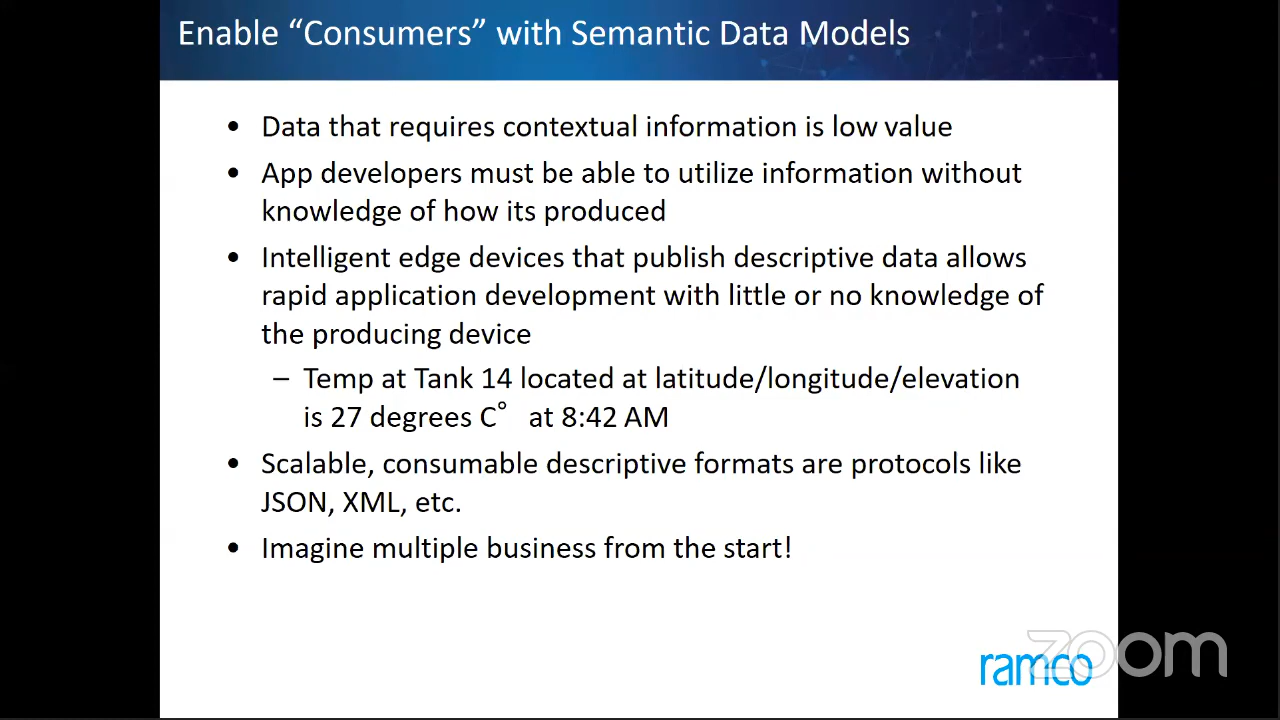 Enable “Consumers” with Semantic Data Models
• Data that requires contextual information is low value
• App developers must be able to utilize information without
knowledge of how its produced
• Intelligent edge devices that publish descriptive data allows
rapid application development with little or no knowledge of
the producing device
– Temp at Tank 14 located at latitude/longitude/elevation
is 27 degrees C° at 8:42 AM
• Scalable, consumable descriptive formats are protocols like
JSON, XML, etc.
• Imagine multiple business from the start!
zoom
ramco